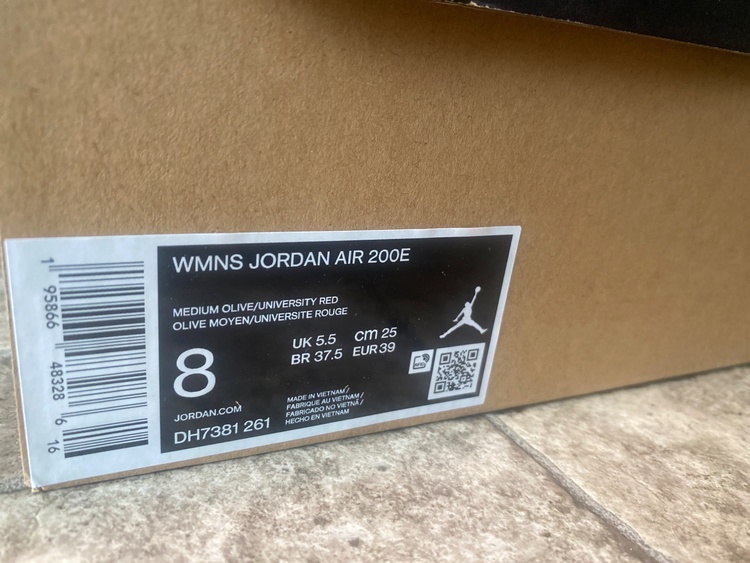 WMNS JORDAN AIR 200E
MEDIUM OLIVE/UNIVERSITY RED
OLIVE MOYEN/UNIVERSITE ROUGE
8
UK 5.5 cm 25
BR 37.5 EUR 39
JORDAN.COM
DH7381 261
MADE IN VIETNAM/
FABRIQUE AU VIETNAM/
FABRICADO NO VIETNÃ/
HECHO EN VIETNAM
1 95866 48328 6 16